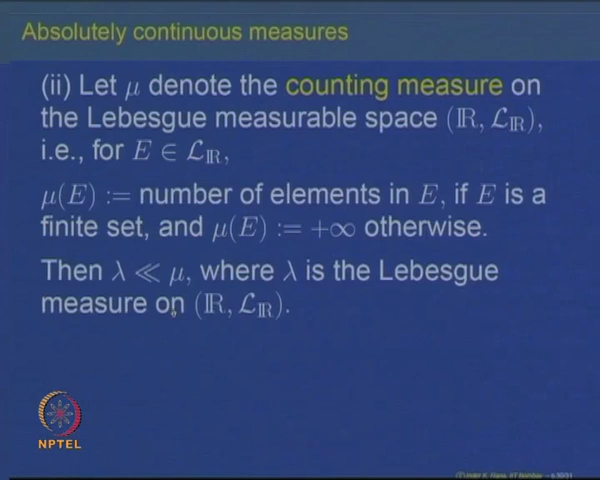 Absolutely continuous measures
(ii) Let μ denote the counting measure on
the Lebesgue measurable space (ℝ, ℒ_ℝ),
i.e., for E ∈ ℒ_ℝ,
μ(E) := number of elements in E, if E is a
finite set, and μ(E) := +∞ otherwise.
Then λ ≪ μ, where λ is the Lebesgue
measure on (ℝ, ℒ_ℝ).
NPTEL